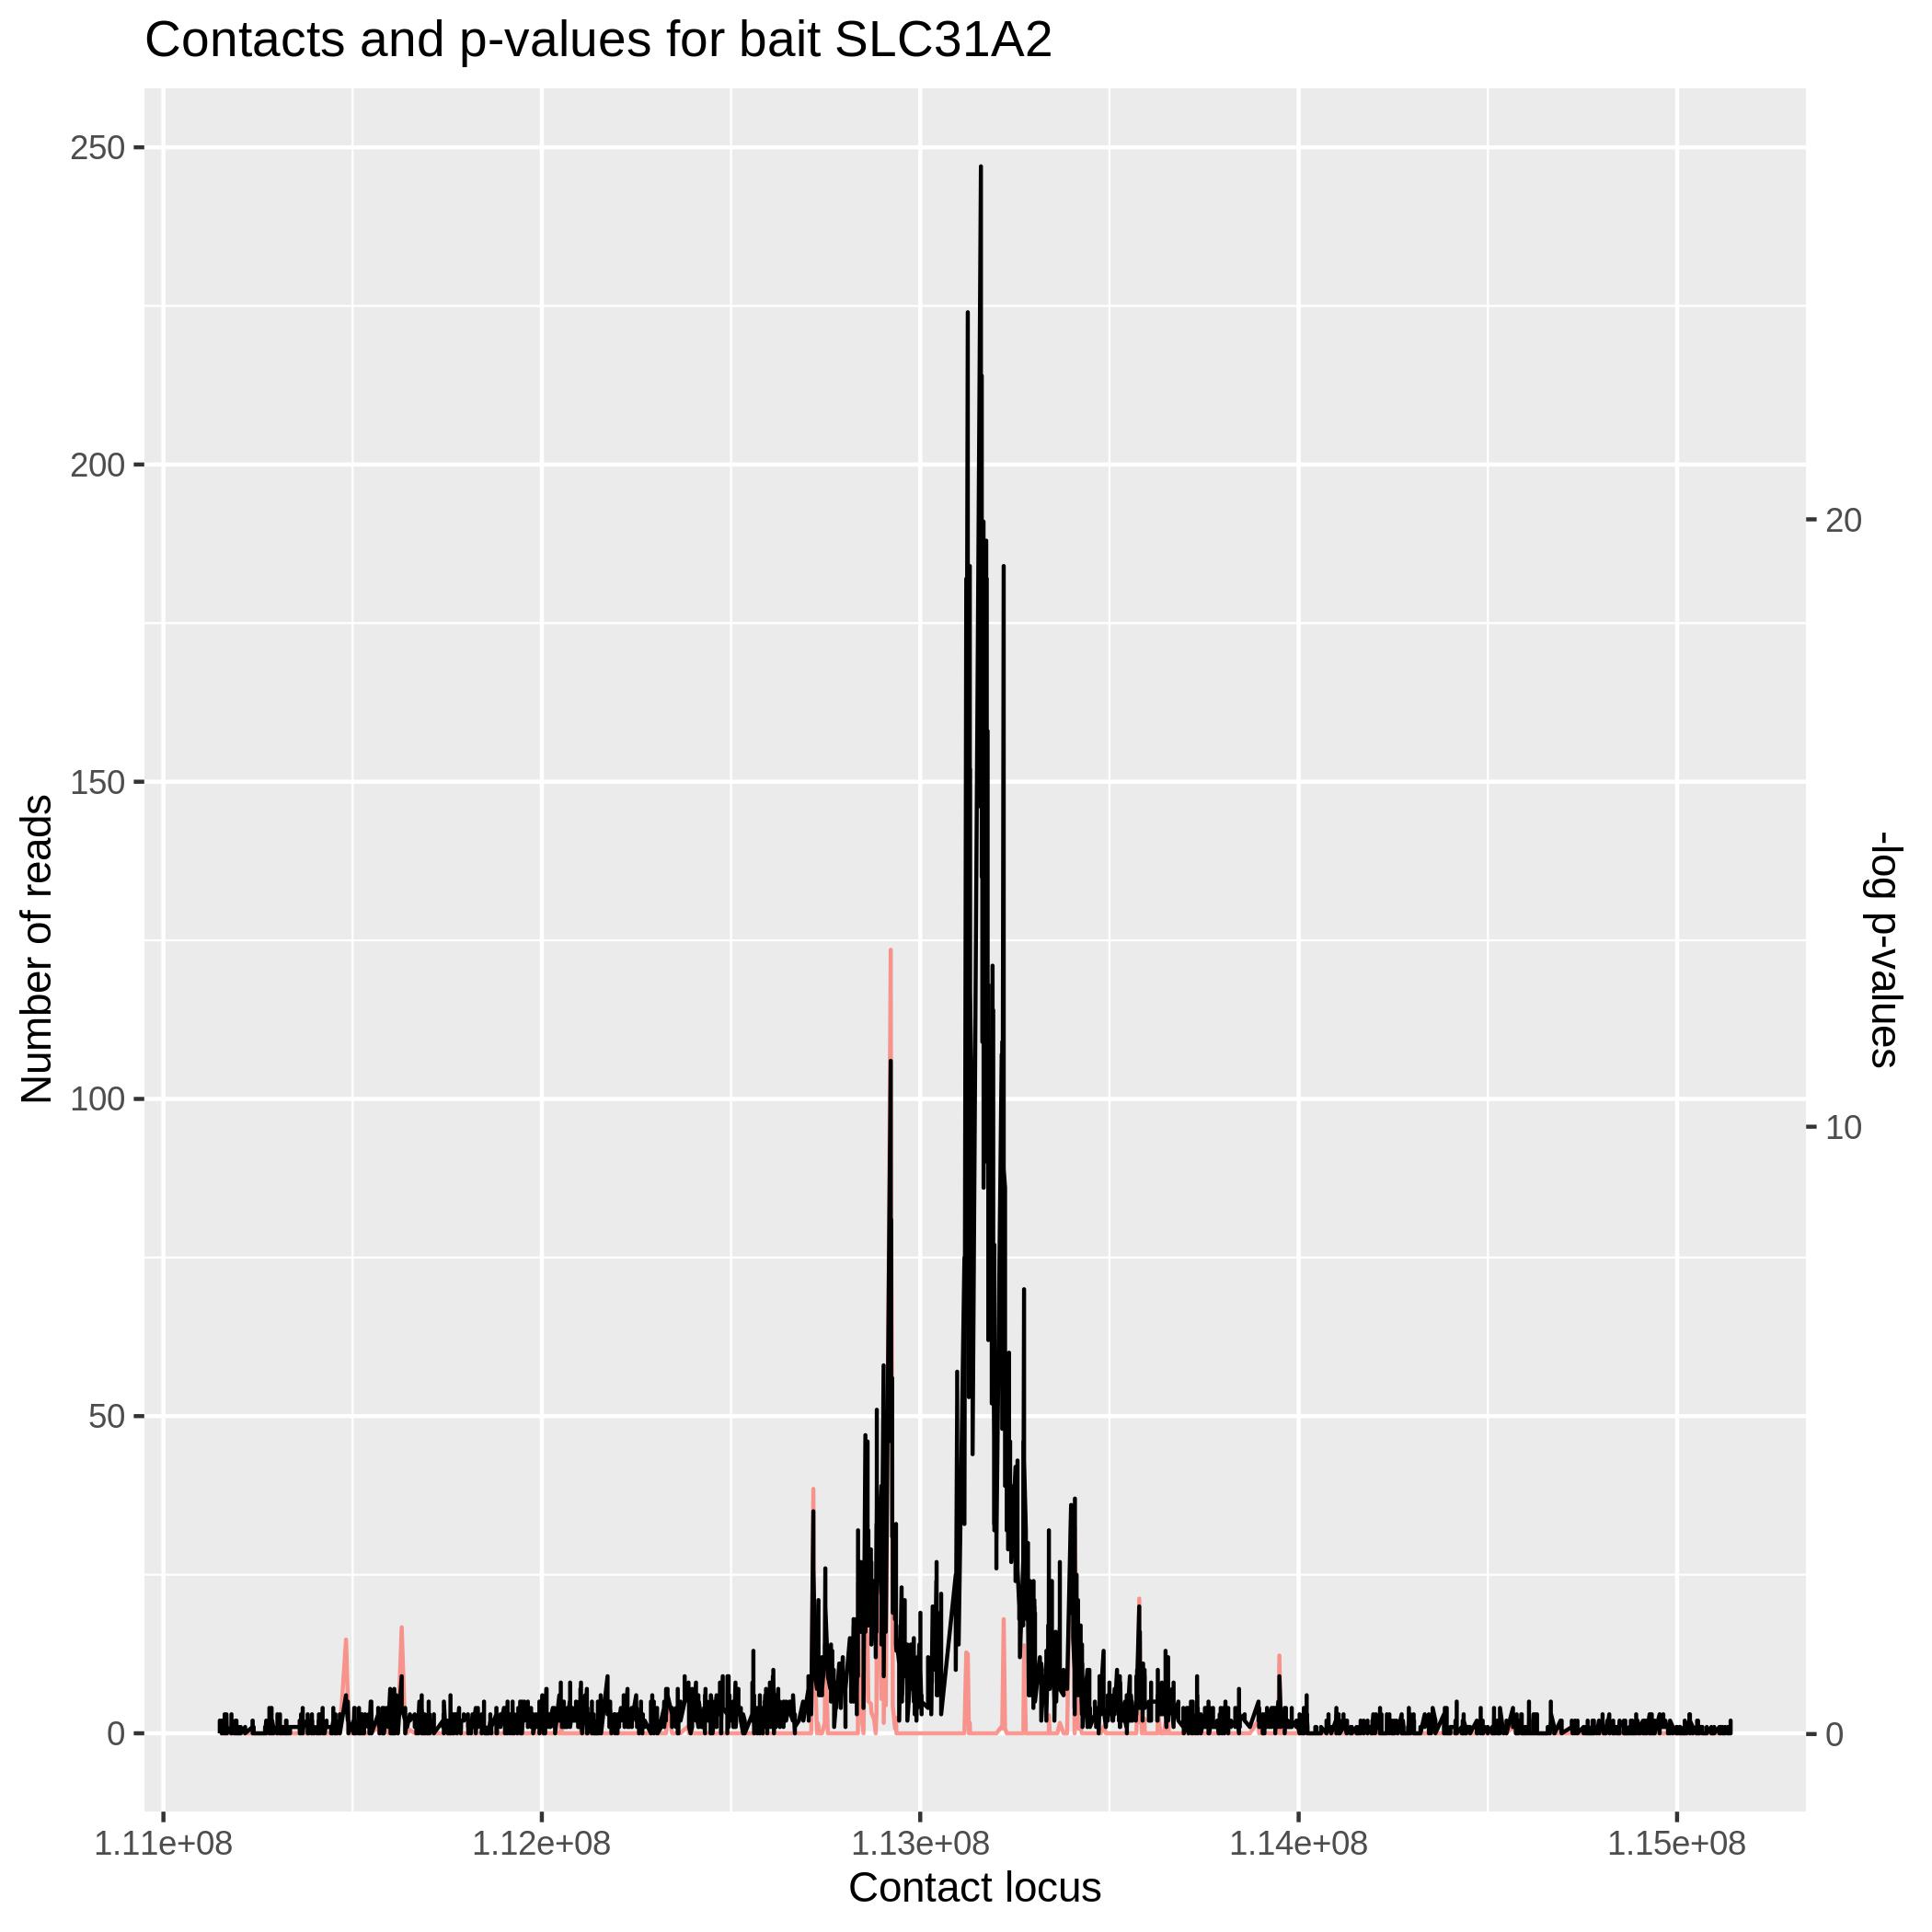 Contacts and p-values for bait SLC31A2
250
200
150
100
50
0
Number of reads
20
10
0
-log p-values
1.11e+08
1.12e+08
1.13e+08
1.14e+08
1.15e+08
Contact locus